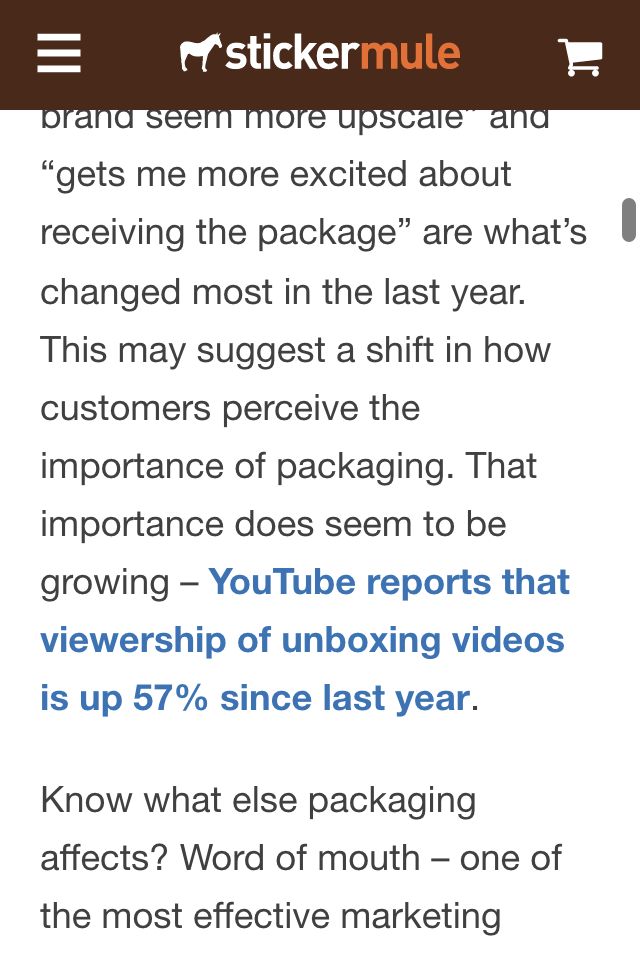 stickermule
brand seem more upscale” and
“gets me more excited about
receiving the package” are what’s
changed most in the last year.
This may suggest a shift in how
customers perceive the
importance of packaging. That
importance does seem to be
growing – YouTube reports that
viewership of unboxing videos
is up 57% since last year.
Know what else packaging
affects? Word of mouth – one of
the most effective marketing